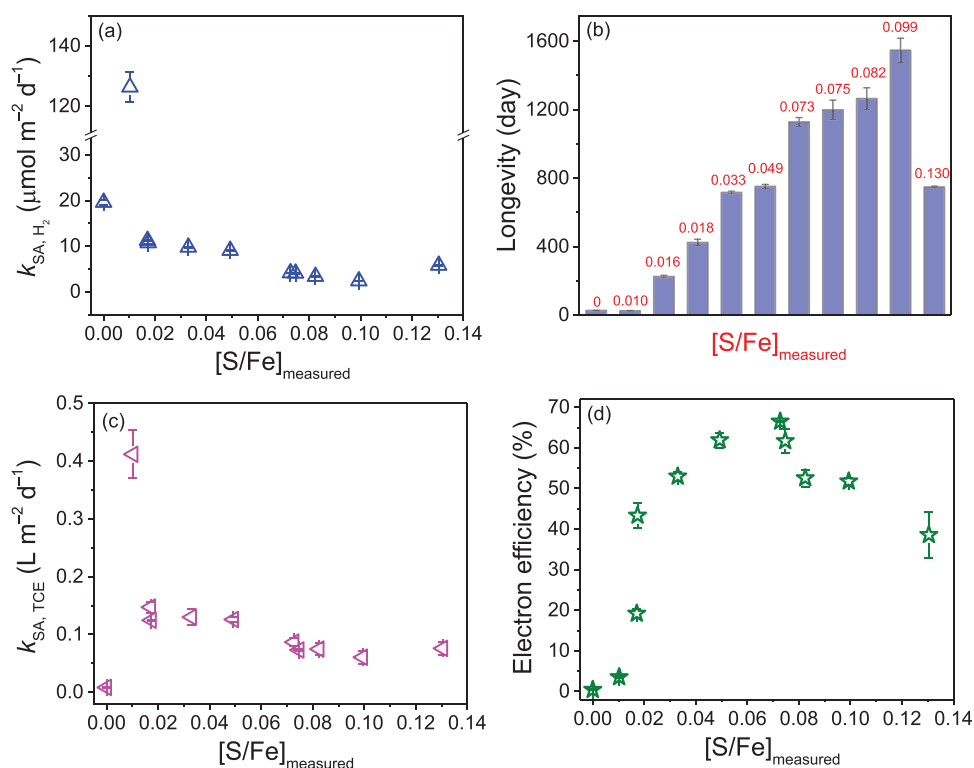 (a)
140
120
30
20
10
0
k_SA, H₂ (μmol m⁻² d⁻¹)
0.00 0.02 0.04 0.06 0.08 0.10 0.12 0.14
[S/Fe]measured
(b)
1600
1200
800
400
0
Longevity (day)
0 0.010 0.016 0.018 0.033 0.049 0.073 0.075 0.082 0.099 0.130
[S/Fe]measured
(c)
0.5
0.4
0.3
0.2
0.1
0.0
k_SA, TCE (L m⁻² d⁻¹)
0.00 0.02 0.04 0.06 0.08 0.10 0.12 0.14
[S/Fe]measured
(d)
70
60
50
40
30
20
10
0
Electron efficiency (%)
0.00 0.02 0.04 0.06 0.08 0.10 0.12 0.14
[S/Fe]measured